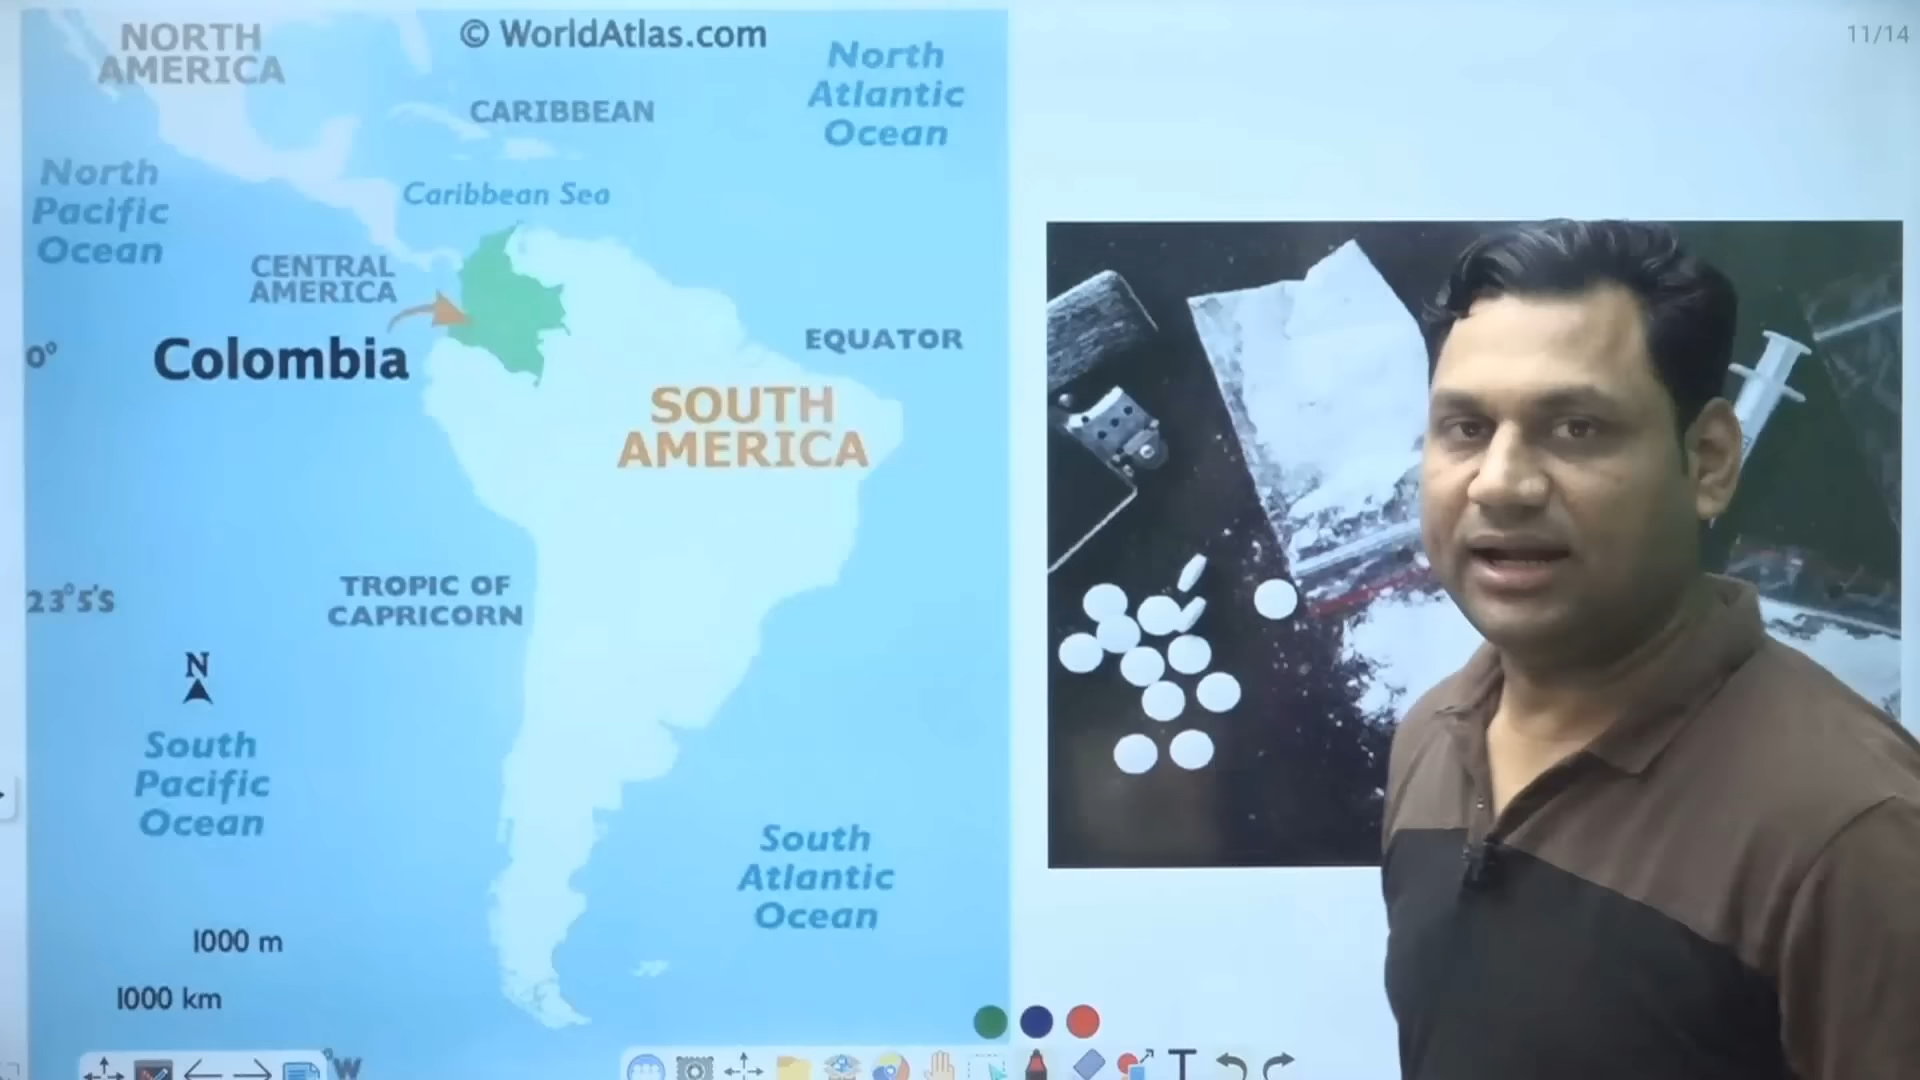 NORTH
AMERICA
© WorldAtlas.com
North
Atlantic
Ocean
11/14
CARIBBEAN
North
Pacific
Ocean
Caribbean Sea
CENTRAL
AMERICA
EQUATOR
0°
Colombia
SOUTH
AMERICA
TROPIC OF
CAPRICORN
23°5'S
N
South
Pacific
Ocean
South
Atlantic
Ocean
1000 m
1000 km
°W
T